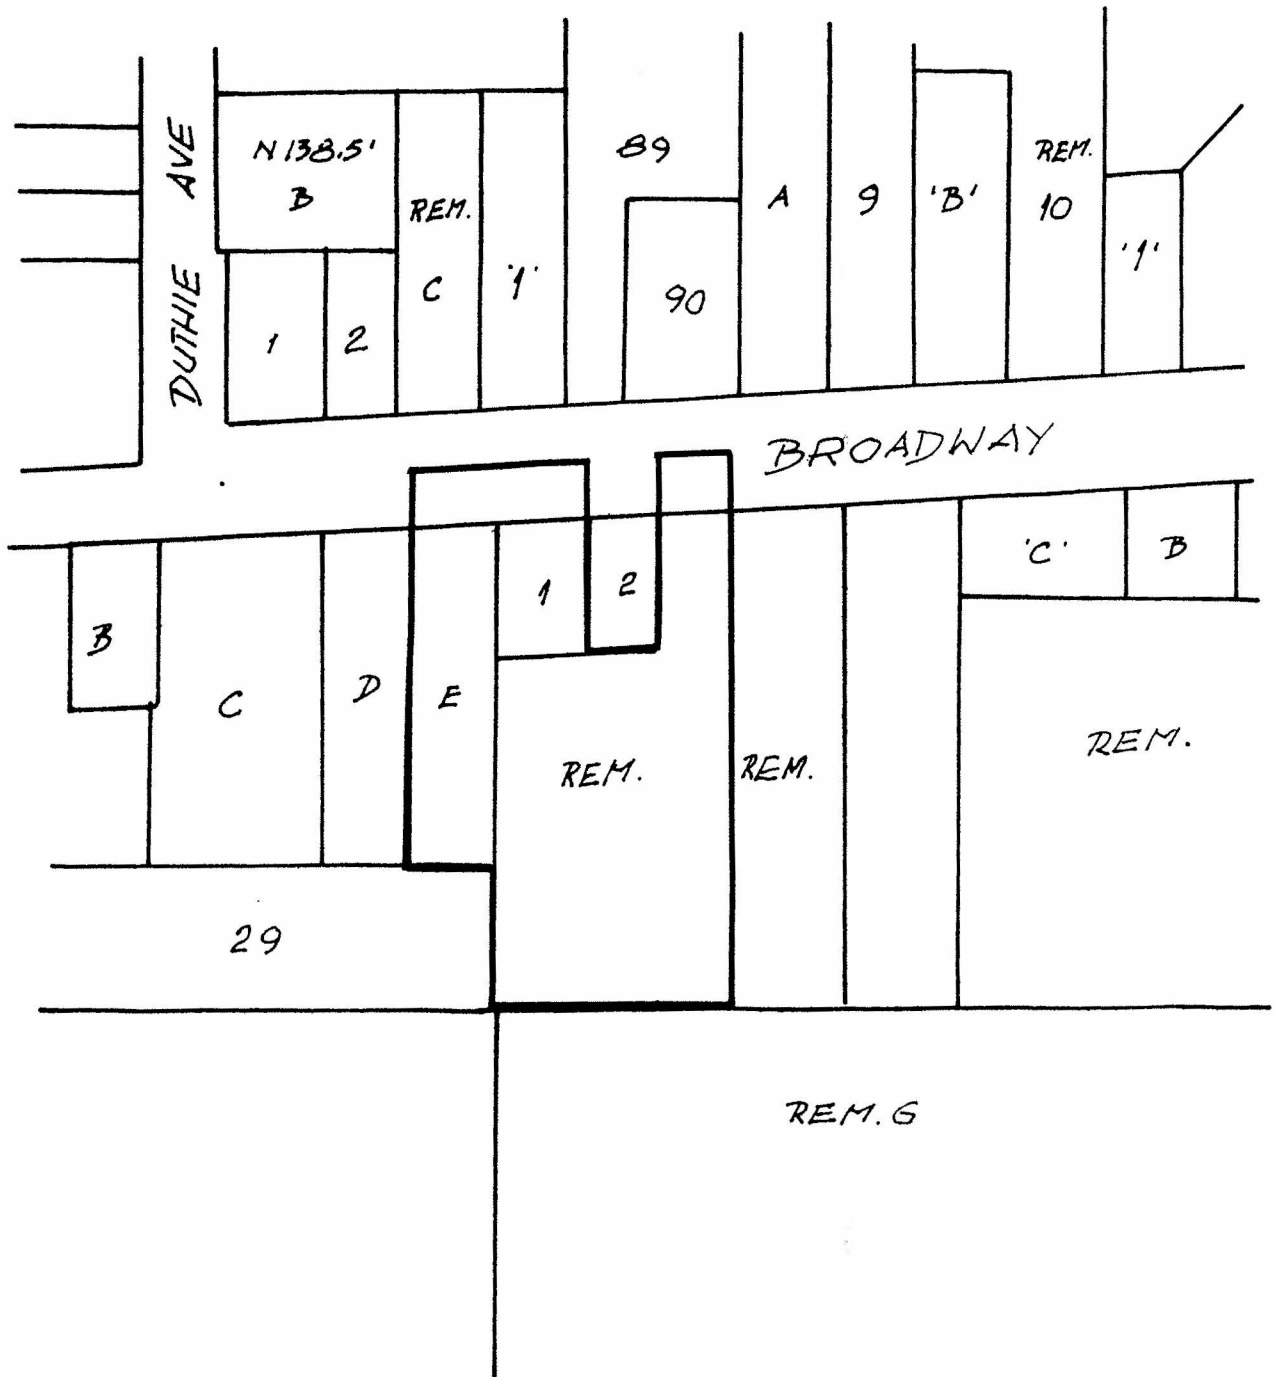 DUTHIE AVE
N 138.5'
B
REM.
C
'1'
89
90
A
9
'B'
REM.
10
'1'
1
2
BROADWAY
B
C
D
E
1
2
REM.
REM.
'C'
B
REM.
29
REM. G